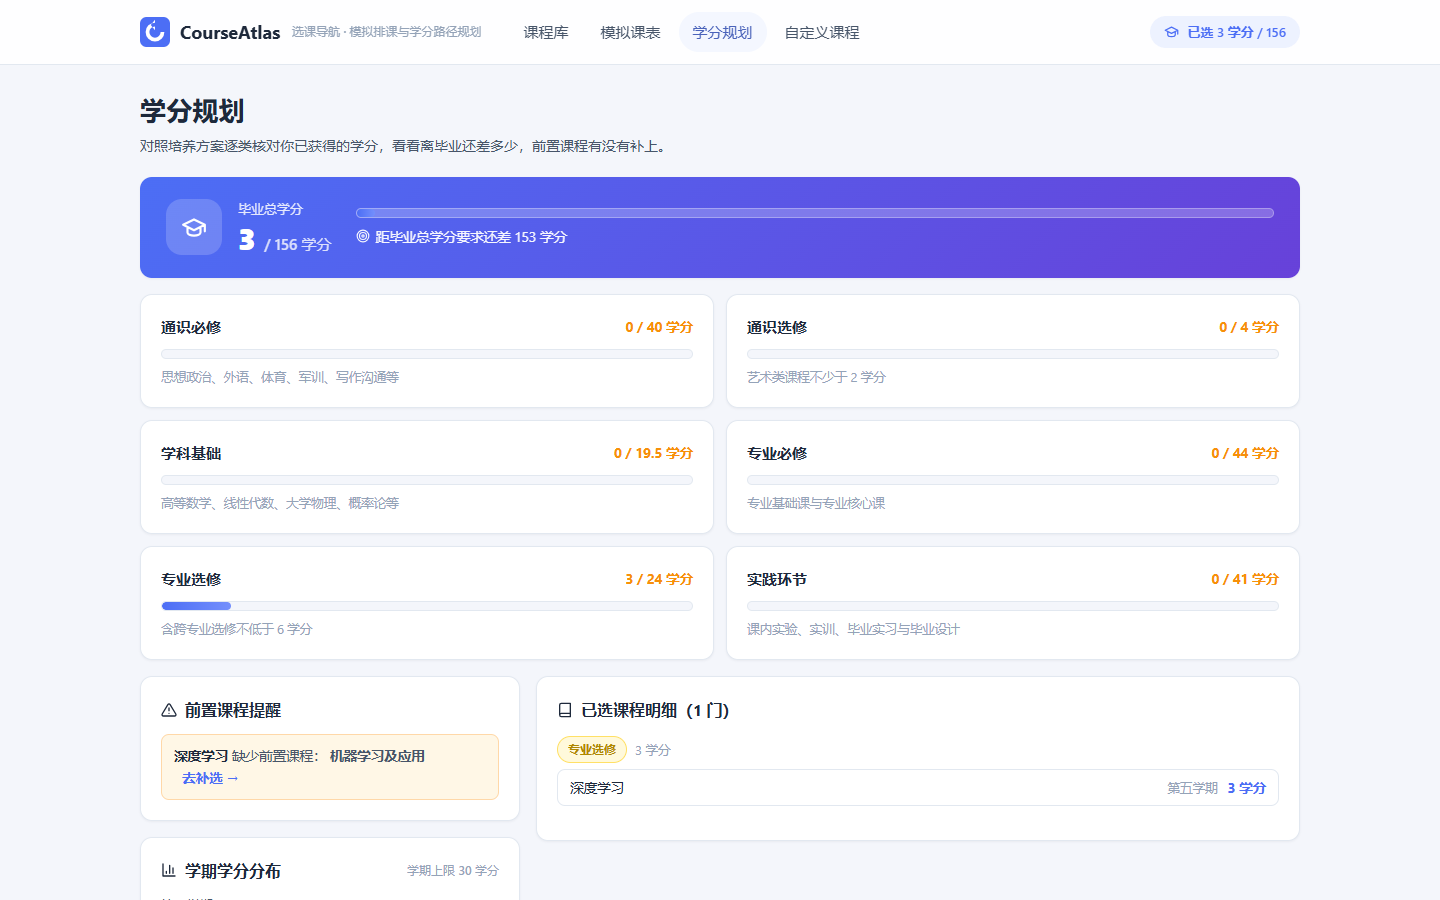 CourseAtlas
选课导航 · 模拟排课与学分路径规划
课程库
模拟课表
学分规划
自定义课程
已选 3 学分 / 156
学分规划
对照培养方案逐类核对你已获得的学分，看看离毕业还差多少，前置课程有没有补上。
毕业总学分
3 / 156 学分
距毕业总学分要求还差 153 学分
通识必修
0 / 40 学分
思想政治、外语、体育、军训、写作沟通等
通识选修
0 / 4 学分
艺术类课程不少于 2 学分
学科基础
0 / 19.5 学分
高等数学、线性代数、大学物理、概率论等
专业必修
0 / 44 学分
专业基础课与专业核心课
专业选修
3 / 24 学分
含跨专业选修不低于 6 学分
实践环节
0 / 41 学分
课内实验、实训、毕业实习与毕业设计
前置课程提醒
深度学习 缺少前置课程： 机器学习及应用
去补选 →
已选课程明细（1 门）
专业选修 3 学分
深度学习
第五学期 3 学分
学期学分分布
学期上限 30 学分